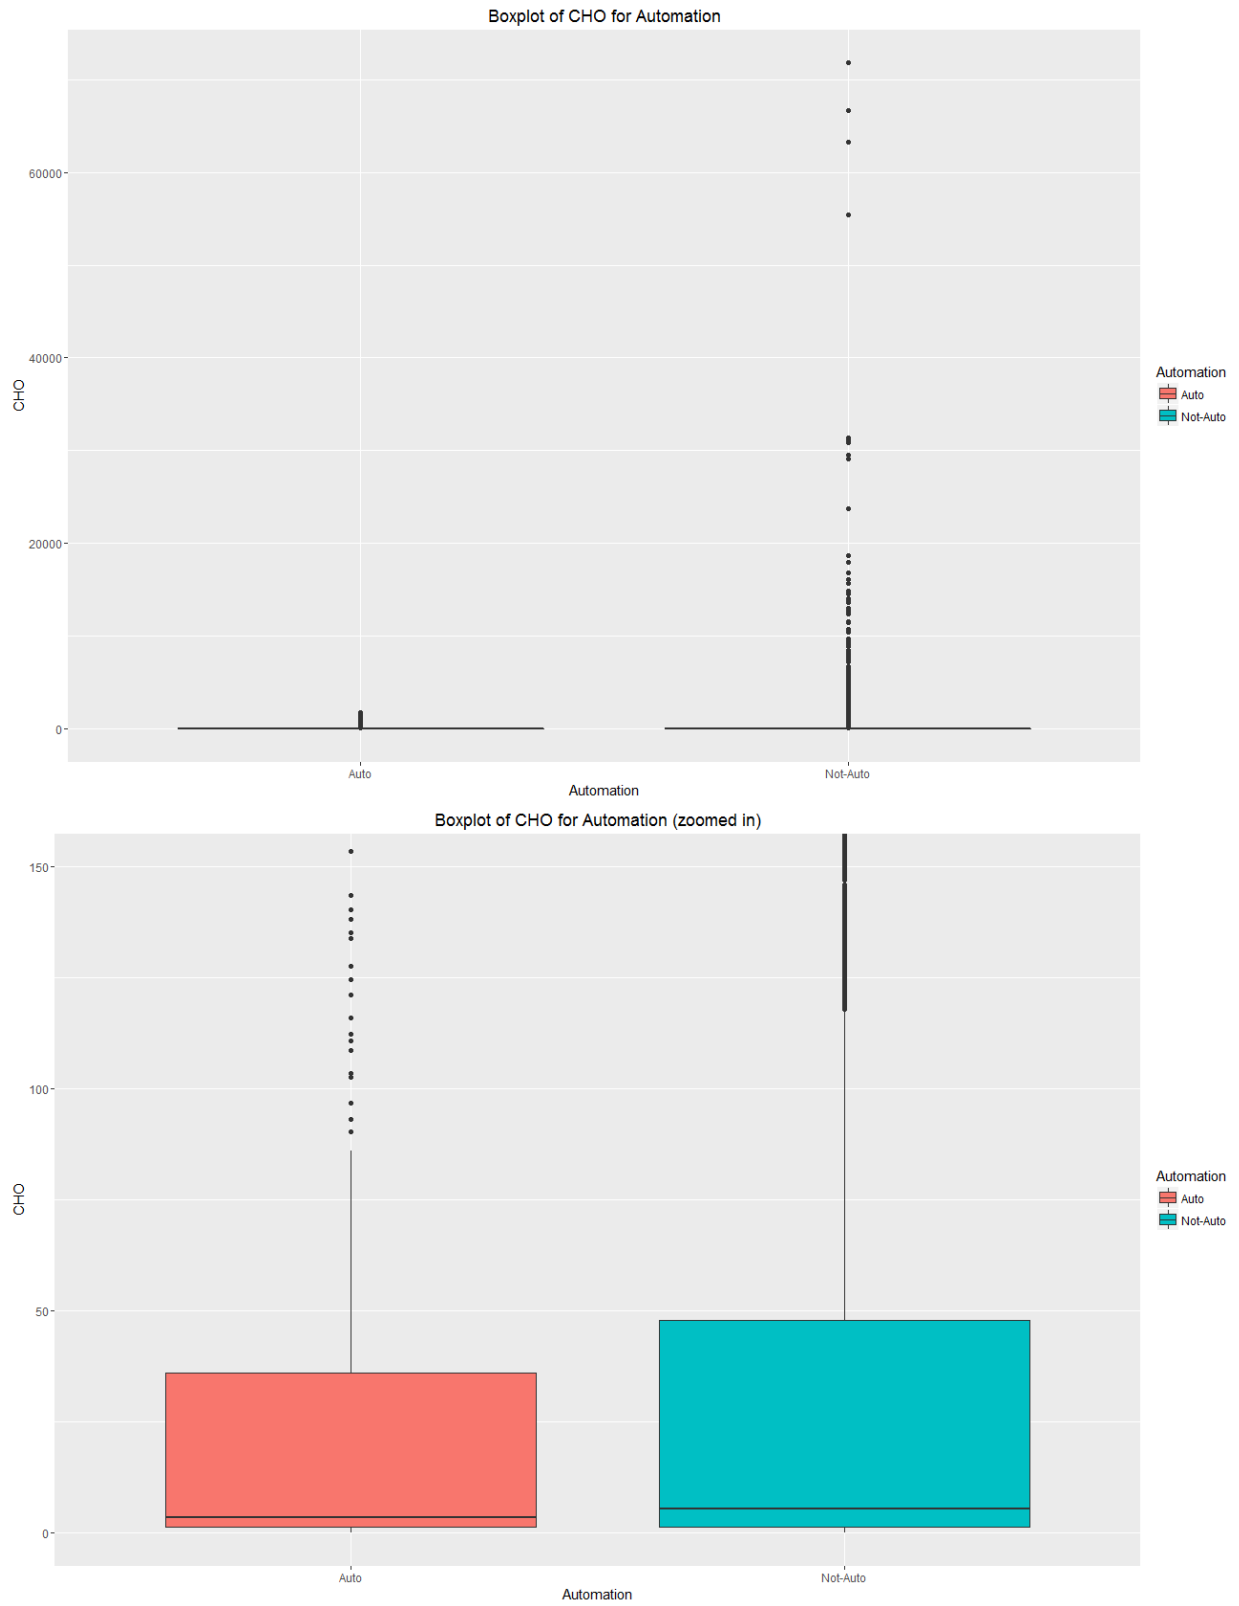 Boxplot of CHO for Automation
60000
40000
20000
0
CHO
Auto
Not-Auto
Automation
Automation
Auto
Not-Auto
Boxplot of CHO for Automation (zoomed in)
150
100
50
0
CHO
Auto
Not-Auto
Automation
Automation
Auto
Not-Auto